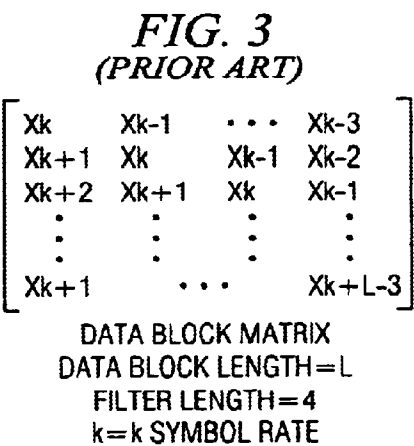 FIG. 3
(PRIOR ART)
Xk Xk-1 ··· Xk-3
Xk+1 Xk Xk-1 Xk-2
Xk+2 Xk+1 Xk Xk-1
Xk+1 ··· Xk+L-3
DATA BLOCK MATRIX
DATA BLOCK LENGTH=L
FILTER LENGTH=4
k=k SYMBOL RATE